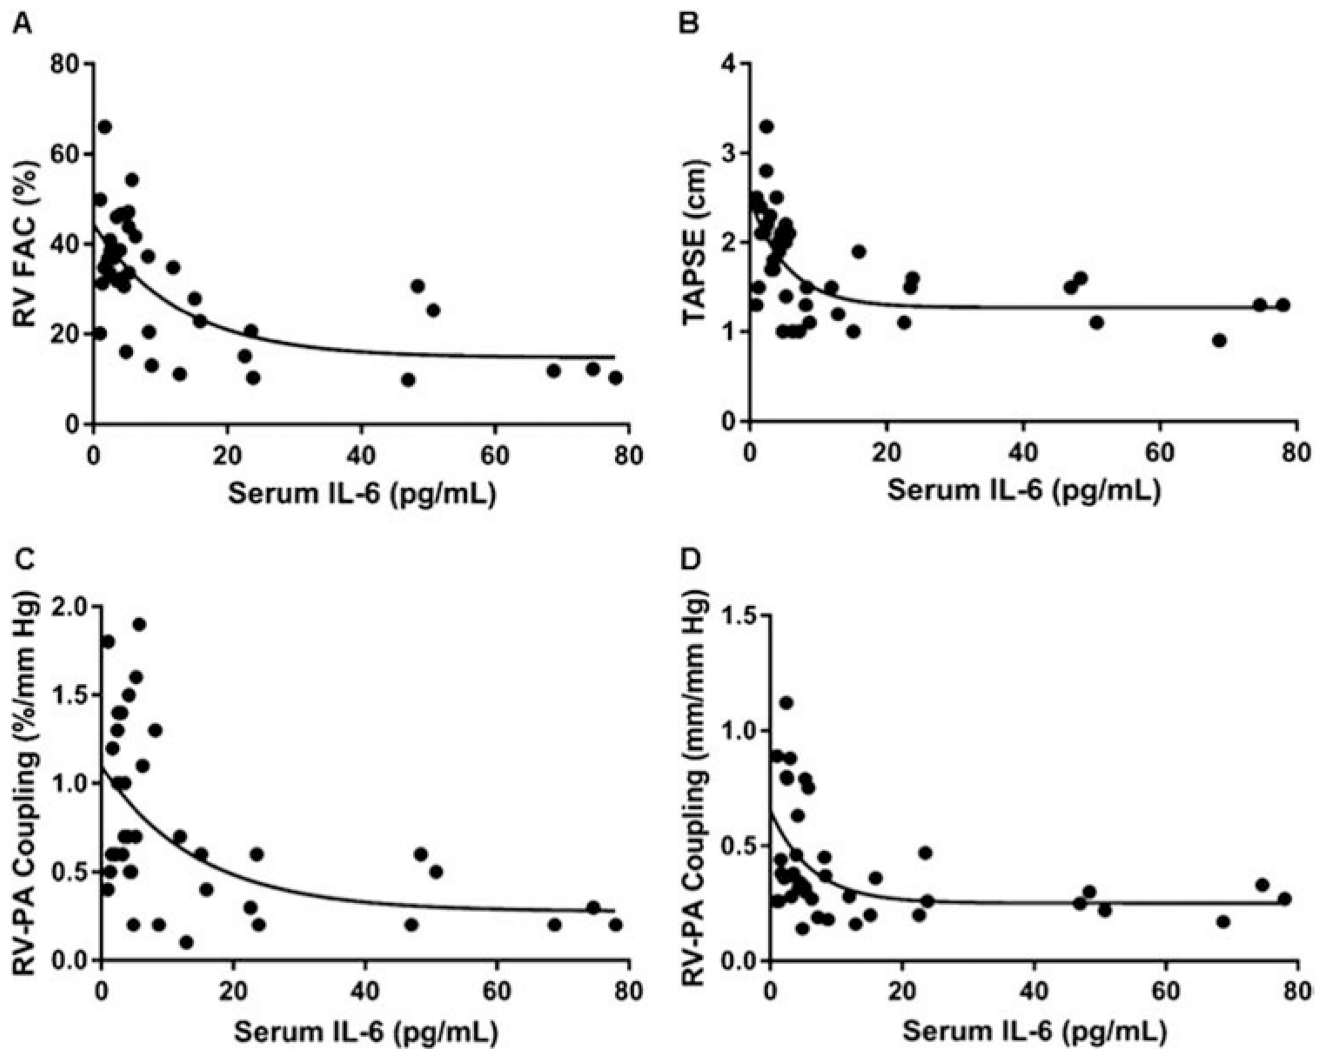 A
RV FAC (%)
80
60
40
20
0
0 20 40 60 80
Serum IL-6 (pg/mL)
B
TAPSE (cm)
4
3
2
1
0
0 20 40 60 80
Serum IL-6 (pg/mL)
C
RV-PA Coupling (%/mm Hg)
2.0
1.5
1.0
0.5
0.0
0 20 40 60 80
Serum IL-6 (pg/mL)
D
RV-PA Coupling (mm/mm Hg)
1.5
1.0
0.5
0.0
0 20 40 60 80
Serum IL-6 (pg/mL)